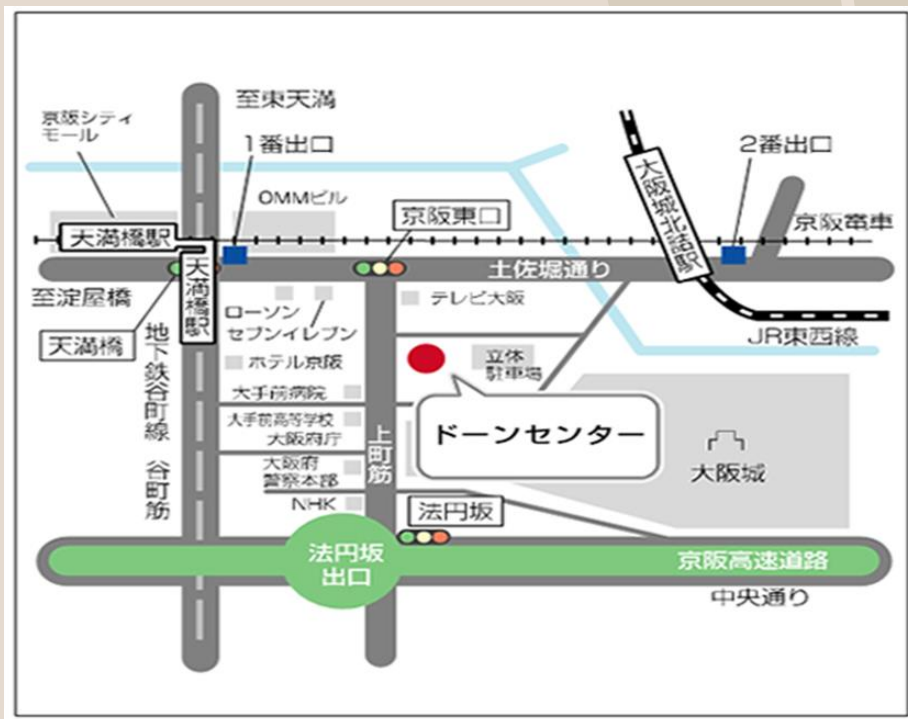 至東天満
京阪シティ
モール
1番出口
2番出口
OMMビル
京阪東口
大阪城北詰駅
京阪電車
天満橋駅
天満橋駅
土佐堀通り
至淀屋橋
天満橋
ローソン
セブンイレブン
テレビ大阪
JR東西線
ホテル京阪
立体
駐車場
大手前病院
大手前高等学校
大阪府庁
ドーンセンター
地下鉄谷町線 谷町筋
上町筋
大阪府
警察本部
大阪城
NHK
法円坂
法円坂
出口
京阪高速道路
中央通り